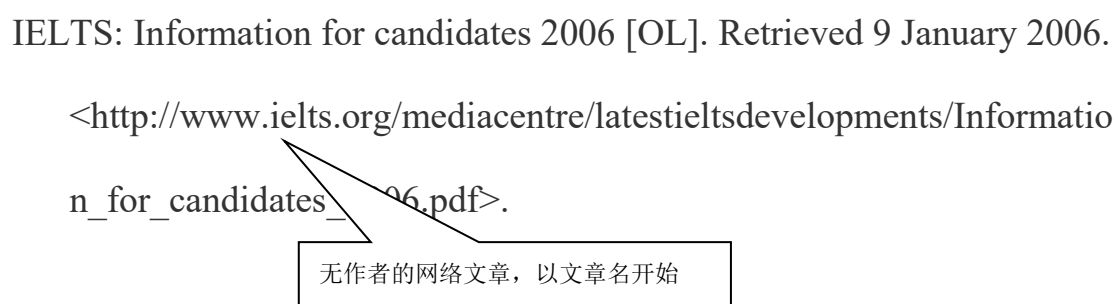 IELTS: Information for candidates 2006 [OL]. Retrieved 9 January 2006.
<http://www.ielts.org/mediacentre/latestieltsdevelopments/Informatio
n_for_candidates_ 06.pdf>.
无作者的网络文章，以文章名开始